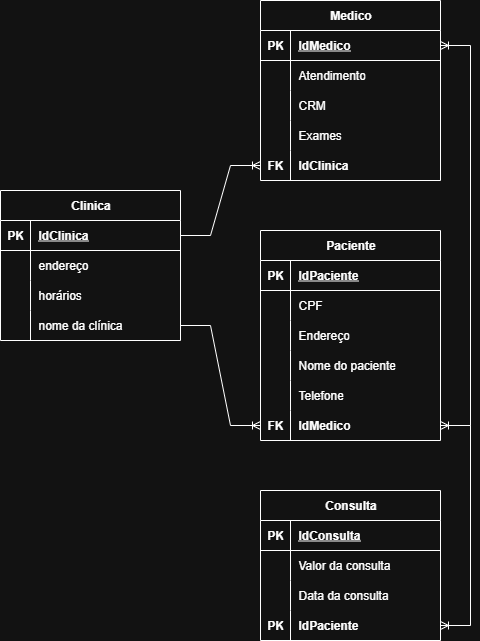 Medico
PK IdMedico
Atendimento
CRM
Exames
FK IdClinica
Clinica
PK IdClinica
endereço
horários
nome da clínica
Paciente
PK IdPaciente
CPF
Endereço
Nome do paciente
Telefone
FK IdMedico
Consulta
PK IdConsulta
Valor da consulta
Data da consulta
PK IdPaciente